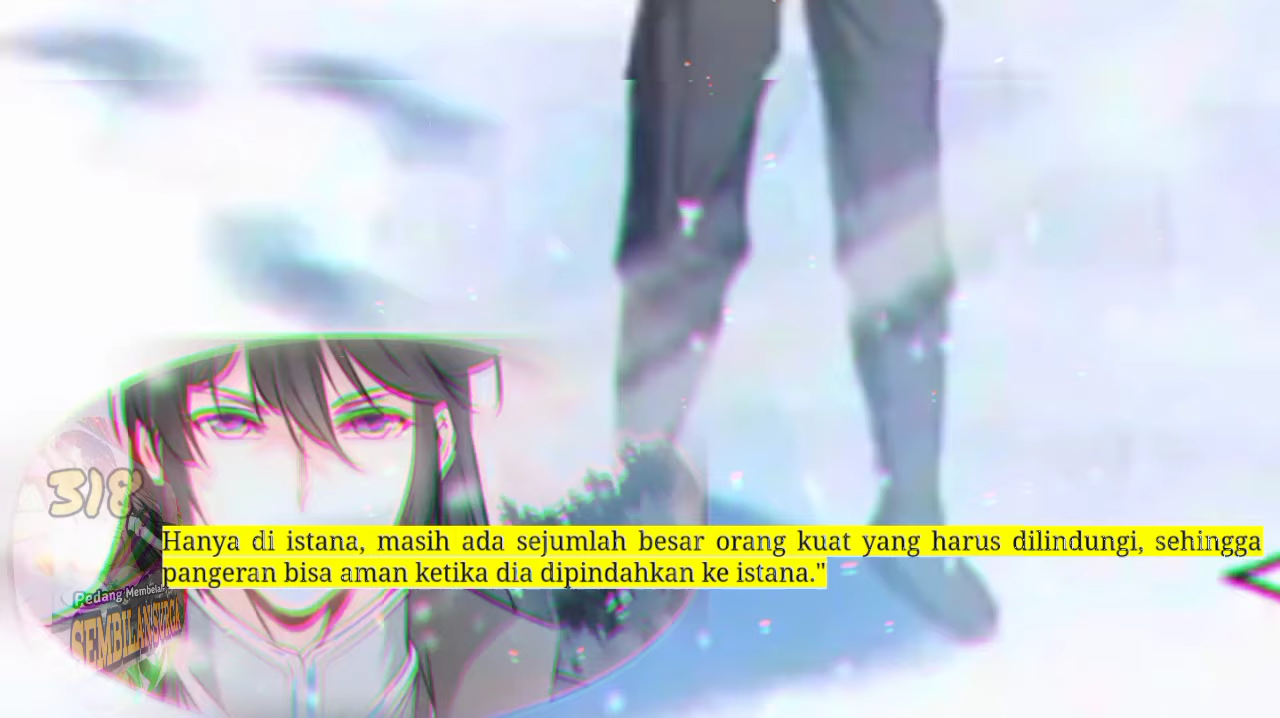 318
Hanya di istana, masih ada sejumlah besar orang kuat yang harus dilindungi, sehingga
pangeran bisa aman ketika dia dipindahkan ke istana."
Pedang Membelah
SEMBILAN SURGA